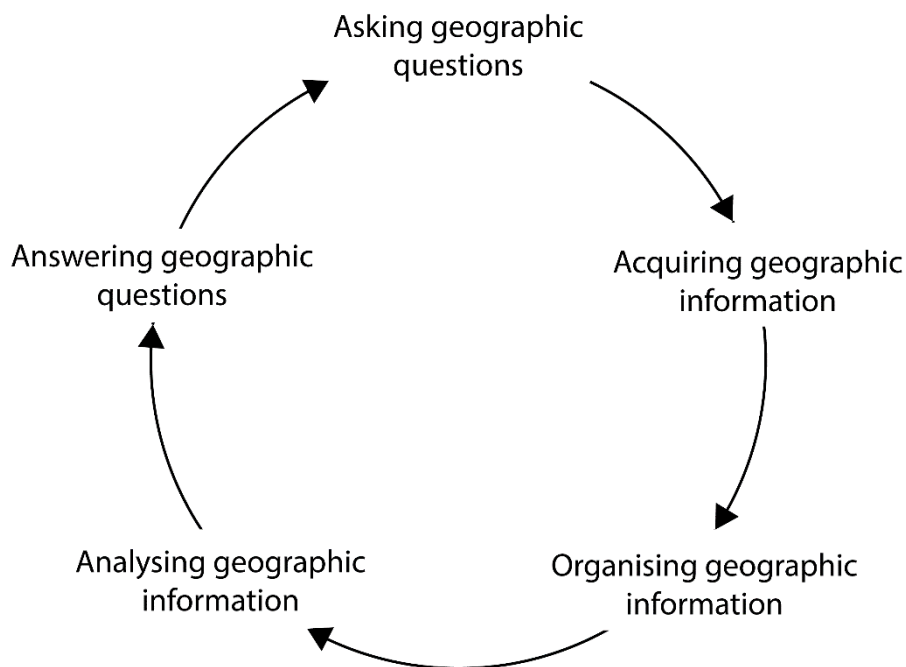 Asking geographic
questions
Acquiring geographic
information
Organising geographic
information
Analysing geographic
information
Answering geographic
questions